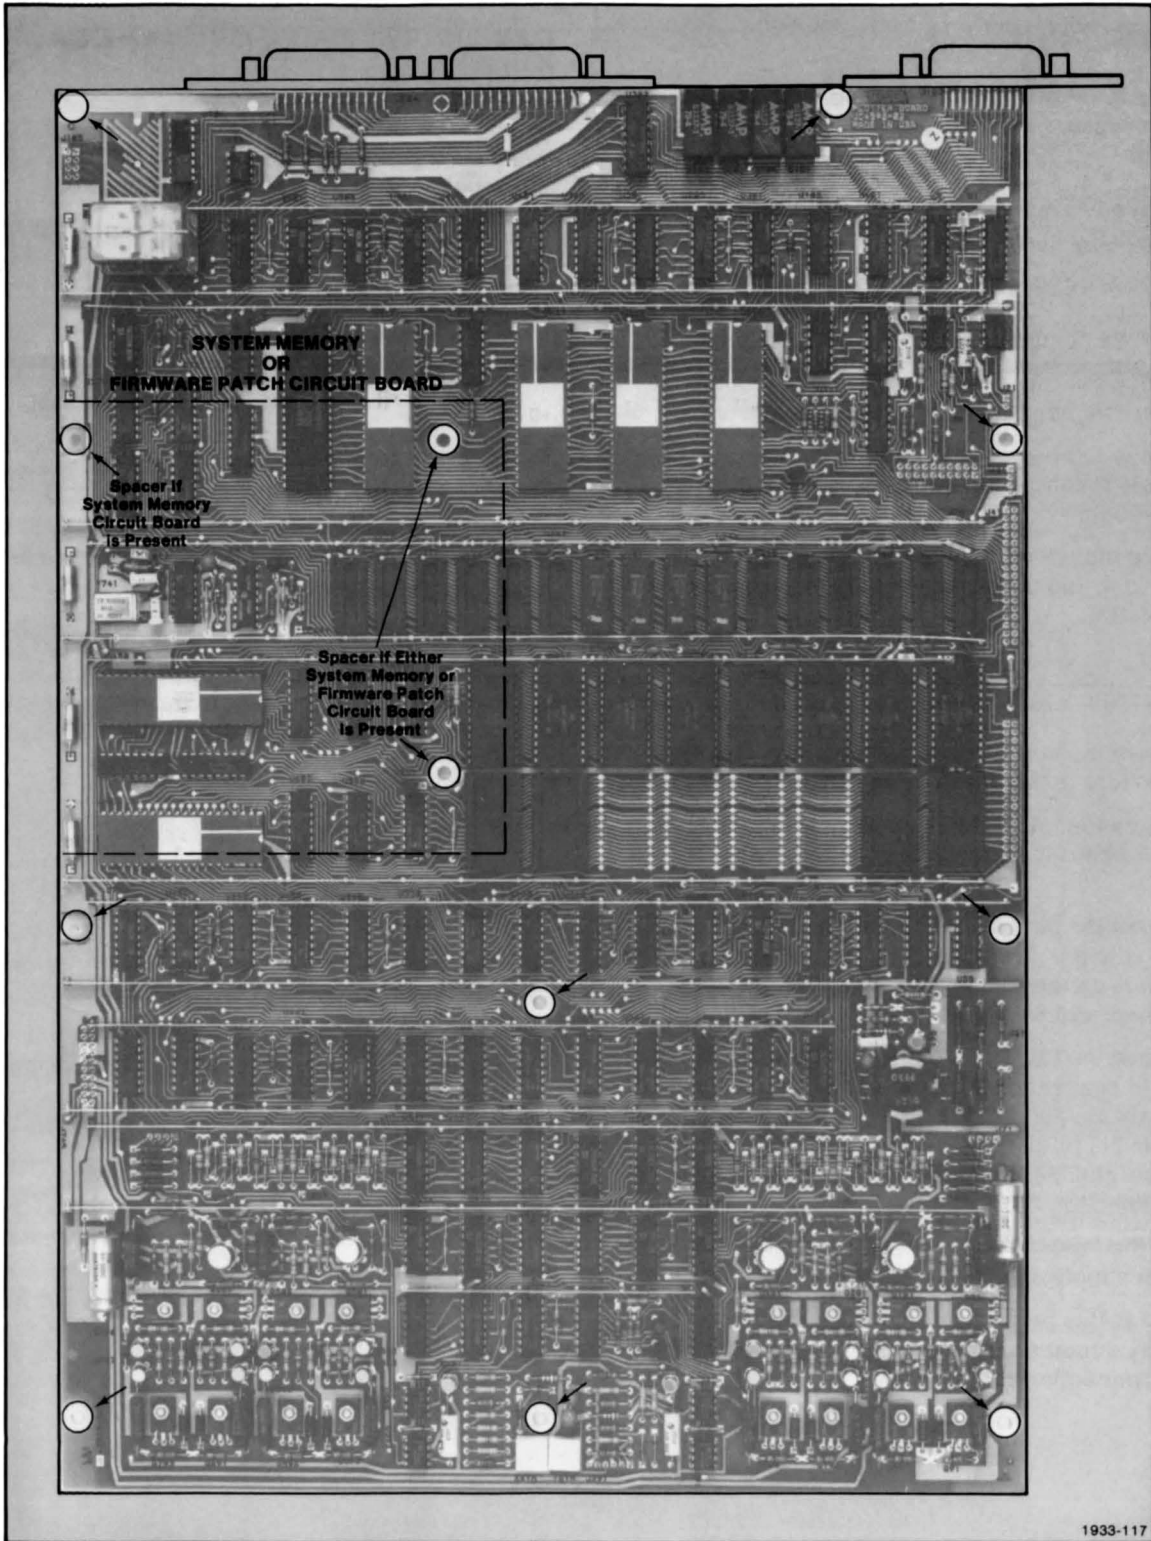 SYSTEM MEMORY
OR
FIRMWARE PATCH CIRCUIT BOARD
Spacer if
System Memory
Circuit Board
is Present
Spacer if Either
System Memory or
Firmware Patch
Circuit Board
is Present
1933-117